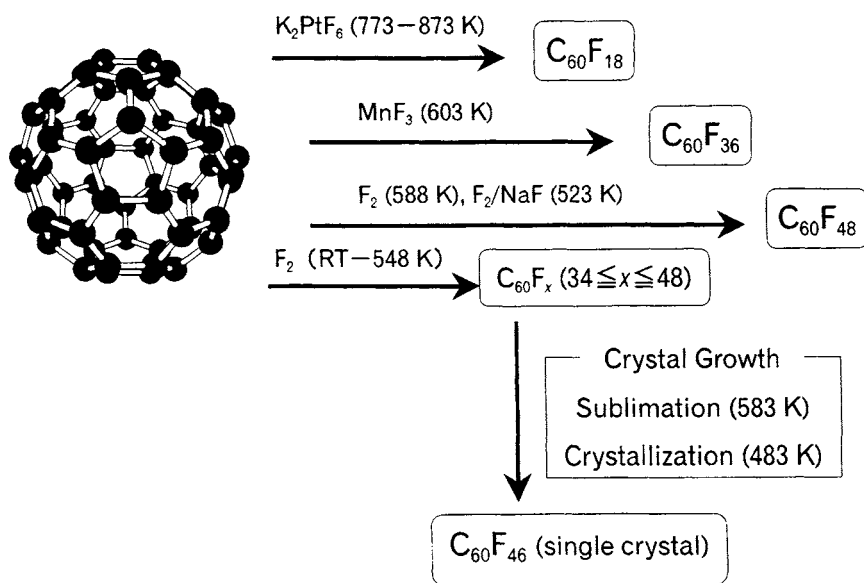 K₂PtF₆ (773－873 K)
C₆₀F₁₈
MnF₃ (603 K)
C₆₀F₃₆
F₂ (588 K), F₂/NaF (523 K)
C₆₀F₄₈
F₂ (RT－548 K)
C₆₀Fₓ (34≦x≦48)
Crystal Growth
Sublimation (583 K)
Crystallization (483 K)
C₆₀F₄₆ (single crystal)